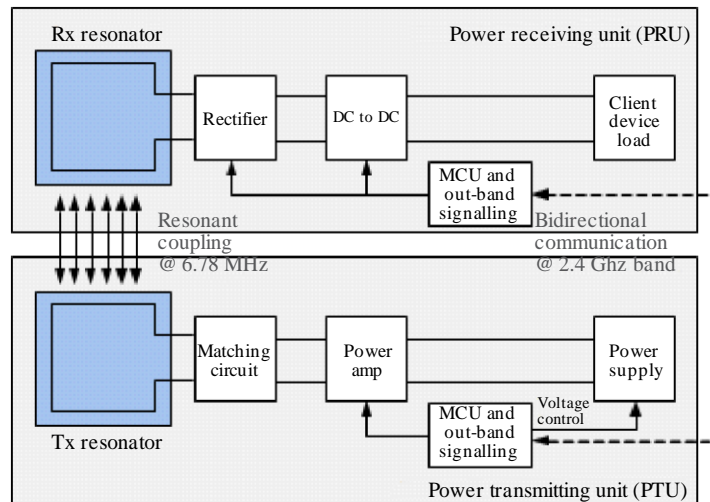 Rx resonator
Power receiving unit (PRU)
Rectifier
DC to DC
Client
device
load
MCU and
out-band
signalling
Resonant
coupling
@ 6.78 MHz
Bidirectional
communication
@ 2.4 Ghz band
Matching
circuit
Power
amp
Power
supply
Voltage
control
MCU and
out-band
signalling
Tx resonator
Power transmitting unit (PTU)